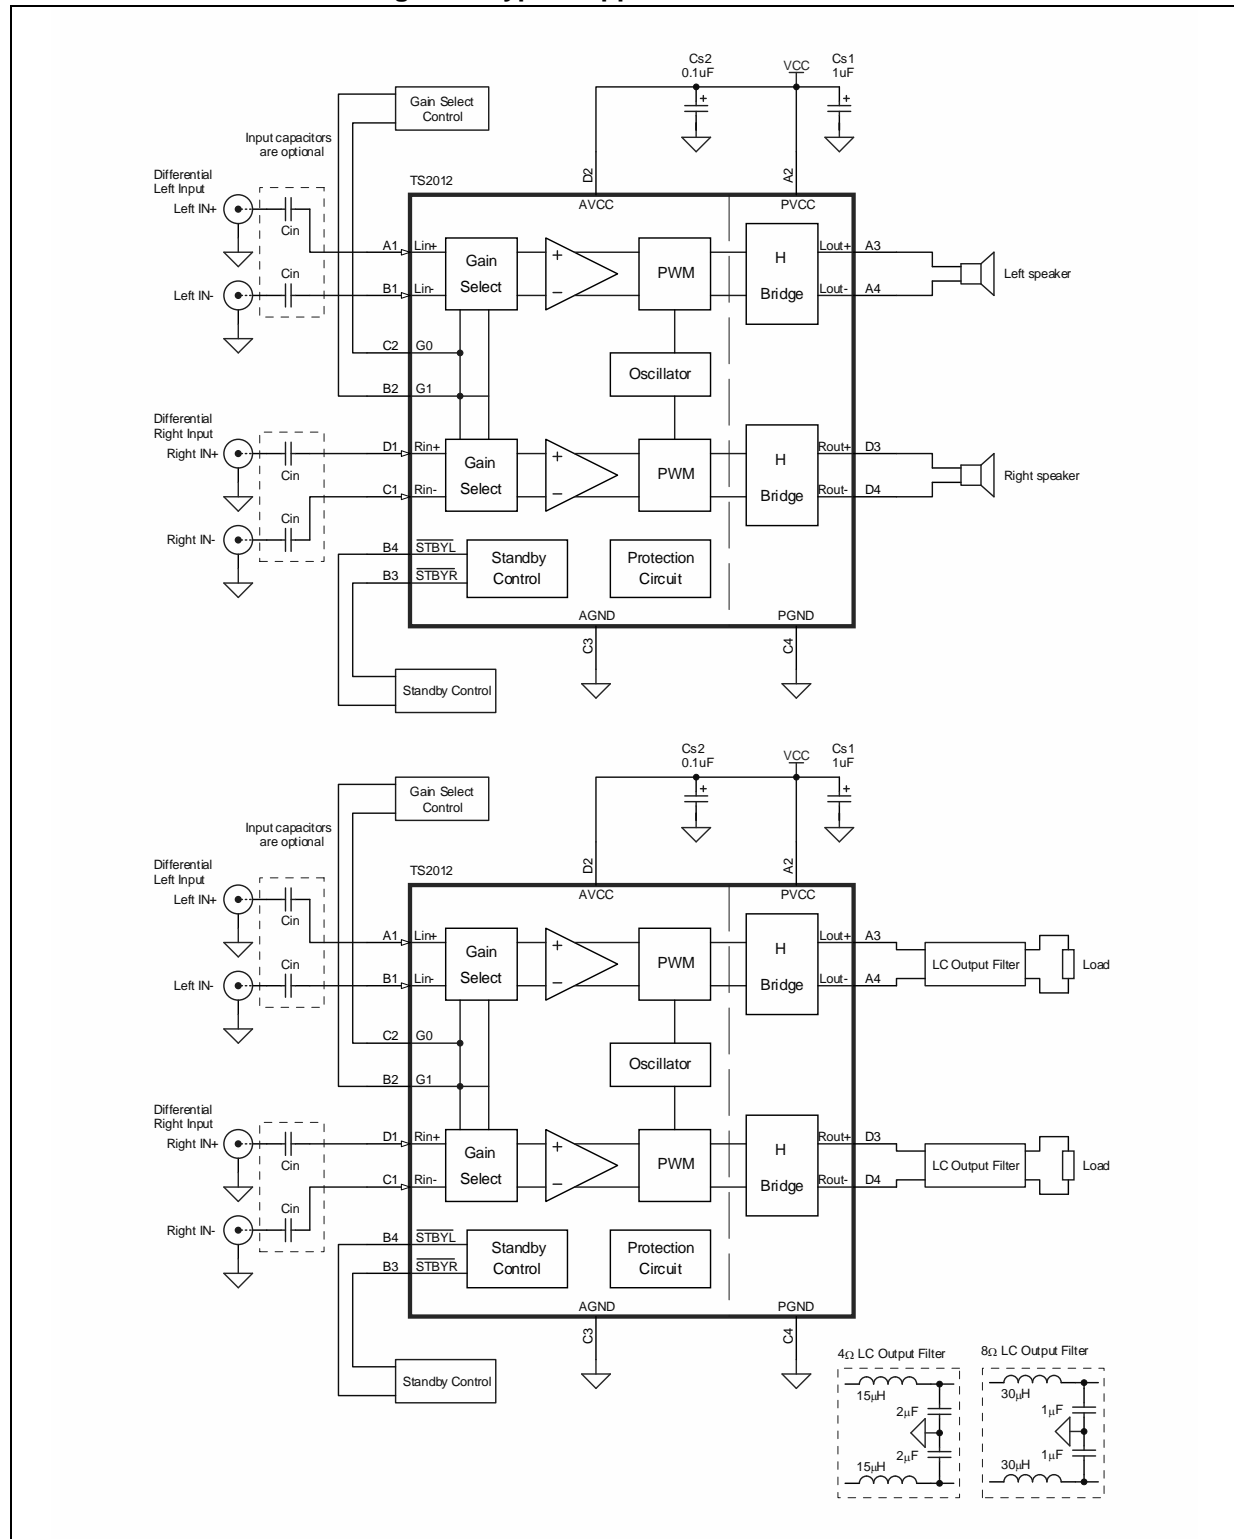 Cs2
0.1uF
VCC
Cs1
1uF
Gain Select
Control
Input capacitors
are optional
Differential
Left Input
Left IN+
Cin
Cin
Left IN-
TS2012
D2
A2
AVCC
PVCC
A1
Lin+
B1
Lin-
Gain
Select
+
−
PWM
H
Bridge
Lout+
A3
Lout-
A4
Left speaker
C2
G0
B2
G1
Oscillator
Differential
Right Input
Right IN+
Cin
Cin
Right IN-
D1
Rin+
C1
Rin-
Gain
Select
+
−
PWM
H
Bridge
Rout+
D3
Rout-
D4
Right speaker
B4
STBYL
B3
STBYR
Standby
Control
Protection
Circuit
AGND
PGND
C3
C4
Standby Control
Cs2
0.1uF
VCC
Cs1
1uF
Gain Select
Control
Input capacitors
are optional
Differential
Left Input
Left IN+
Cin
Cin
Left IN-
TS2012
D2
A2
AVCC
PVCC
A1
Lin+
B1
Lin-
Gain
Select
+
−
PWM
H
Bridge
Lout+
A3
Lout-
A4
LC Output Filter
Load
C2
G0
B2
G1
Oscillator
Differential
Right Input
Right IN+
Cin
Cin
Right IN-
D1
Rin+
C1
Rin-
Gain
Select
+
−
PWM
H
Bridge
Rout+
D3
Rout-
D4
LC Output Filter
Load
B4
STBYL
B3
STBYR
Standby
Control
Protection
Circuit
AGND
PGND
C3
C4
Standby Control
4Ω LC Output Filter
15μH
2μF
2μF
15μH
8Ω LC Output Filter
30μH
1μF
1μF
30μH